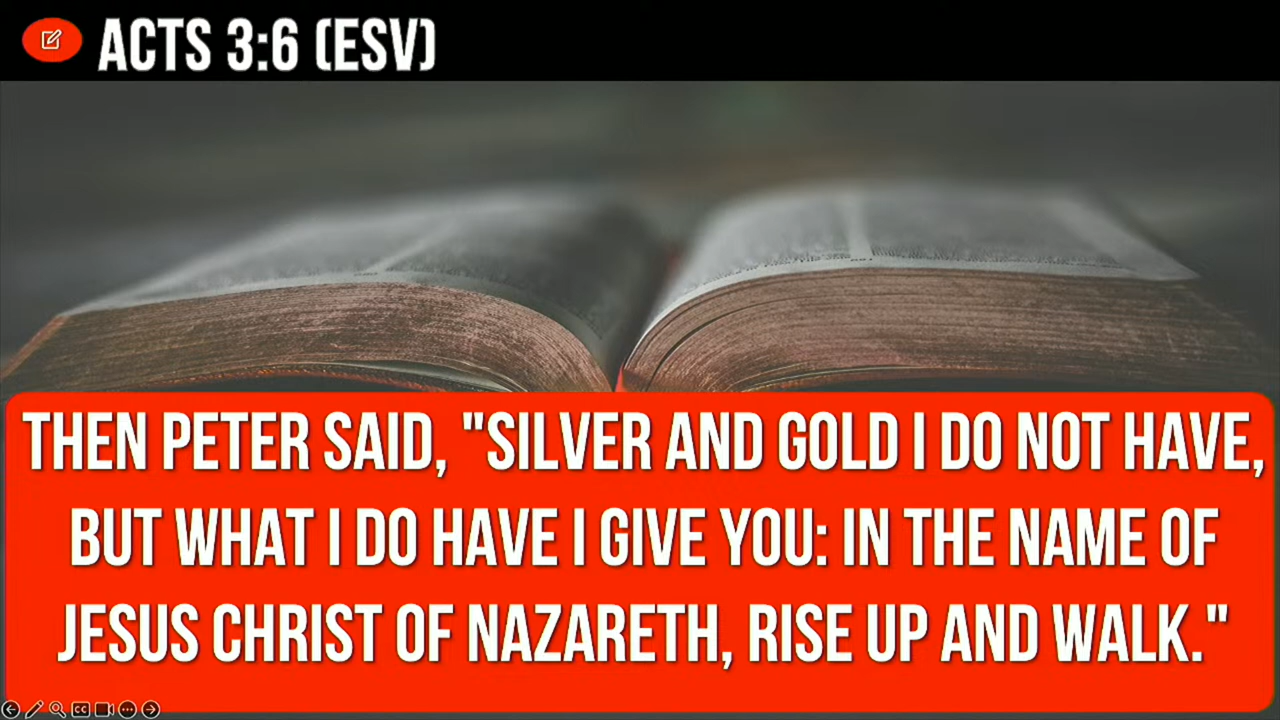 ACTS 3:6 (ESV)
THEN PETER SAID, "SILVER AND GOLD I DO NOT HAVE,
BUT WHAT I DO HAVE I GIVE YOU: IN THE NAME OF
JESUS CHRIST OF NAZARETH, RISE UP AND WALK."
CC